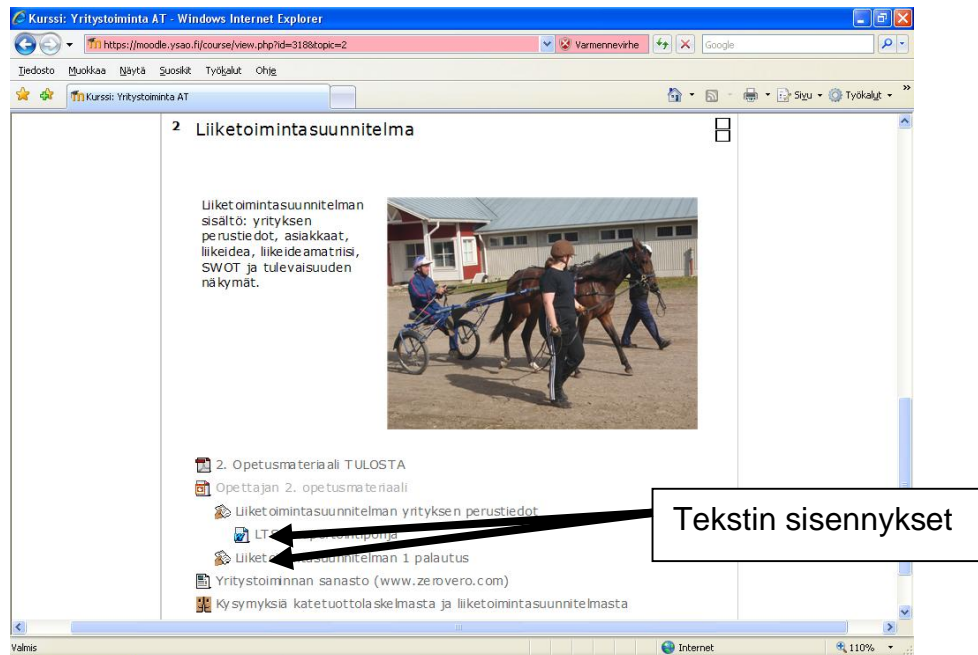 Kurssi: Yritystoiminta AT - Windows Internet Explorer
https://moodle.ysao.fi/course/view.php?id=318&topic=2
Varmennevirhe
Google
Tiedosto Muokkaa Näytä Suosikit Työkalut Ohje
Kurssi: Yritystoiminta AT
Sivu
Työkalut
2 Liiketoimintasuunnitelma
Liiketoimintasuunnitelman
sisältö: yrityksen
perustiedot, asiakkaat,
liikeidea, liikeideamatriisi,
SWOT ja tulevaisuuden
näkymät.
2. Opetusmateriaali TULOSTA
Opettajan 2. opetusmateriaali
Liiketoimintasuunnitelman yrityksen perustiedot
Tekstin sisennykset
Liiketoimintasuunnitelman 1 palautus
Yritystoiminnan sanasto (www.zerovero.com)
Kysymyksiä katetuottolaskelmasta ja liiketoimintasuunnitelmasta
Valmis
Internet
110%